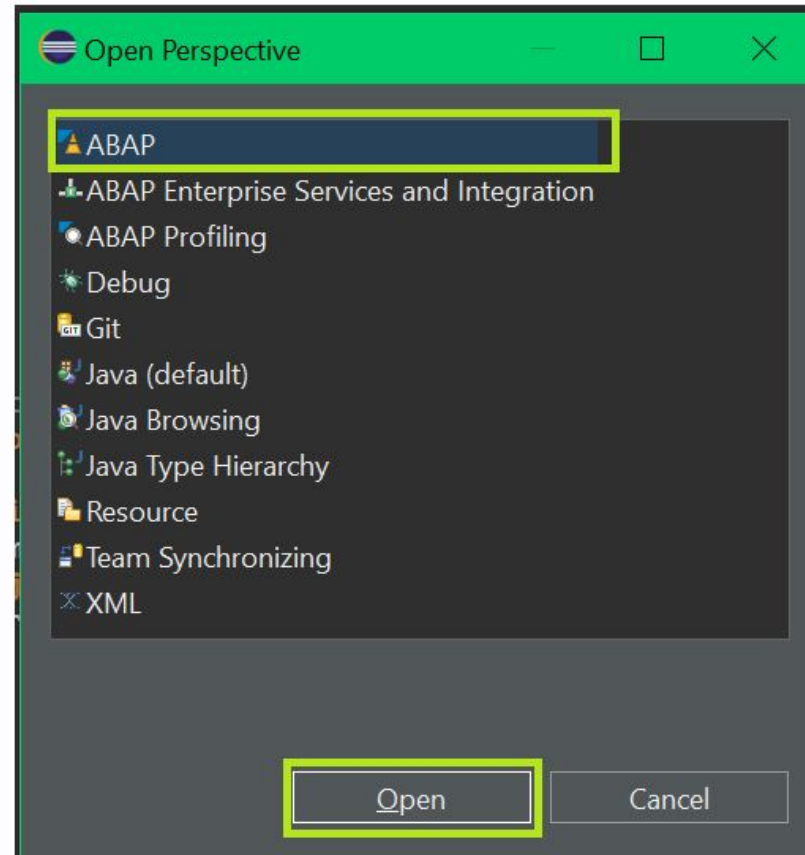 Open Perspective
ABAP
ABAP Enterprise Services and Integration
ABAP Profiling
Debug
GIT Git
Java (default)
Java Browsing
Java Type Hierarchy
Resource
Team Synchronizing
XML
Open Cancel